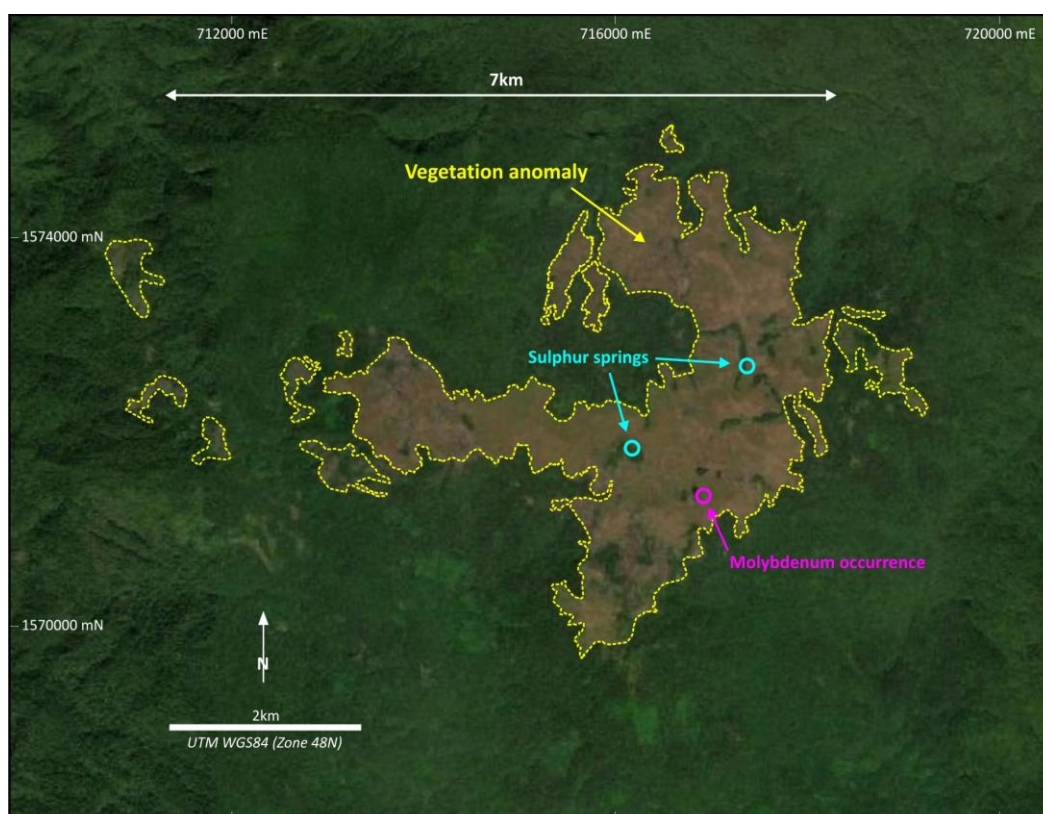 712000 mE
716000 mE
720000 mE
7km
Vegetation anomaly
1574000 mN
Sulphur springs
Molybdenum occurrence
1570000 mN
N
2km
UTM WGS84 (Zone 48N)